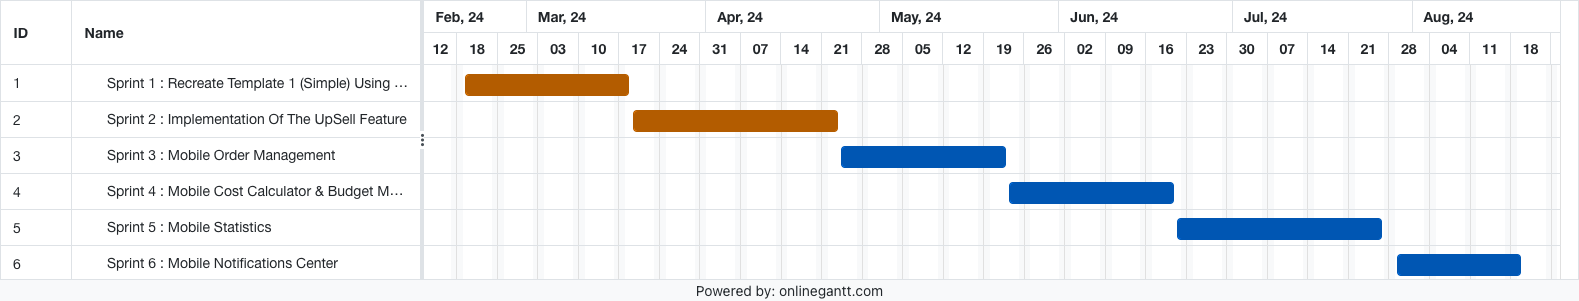 ID Name Feb, 24 Mar, 24 Apr, 24 May, 24 Jun, 24 Jul, 24 Aug, 24
12 18 25 03 10 17 24 31 07 14 21 28 05 12 19 26 02 09 16 23 30 07 14 21 28 04 11 18
1 Sprint 1 : Recreate Template 1 (Simple) Using ...
2 Sprint 2 : Implementation Of The UpSell Feature
3 Sprint 3 : Mobile Order Management
4 Sprint 4 : Mobile Cost Calculator & Budget M...
5 Sprint 5 : Mobile Statistics
6 Sprint 6 : Mobile Notifications Center
Powered by: onlinegantt.com